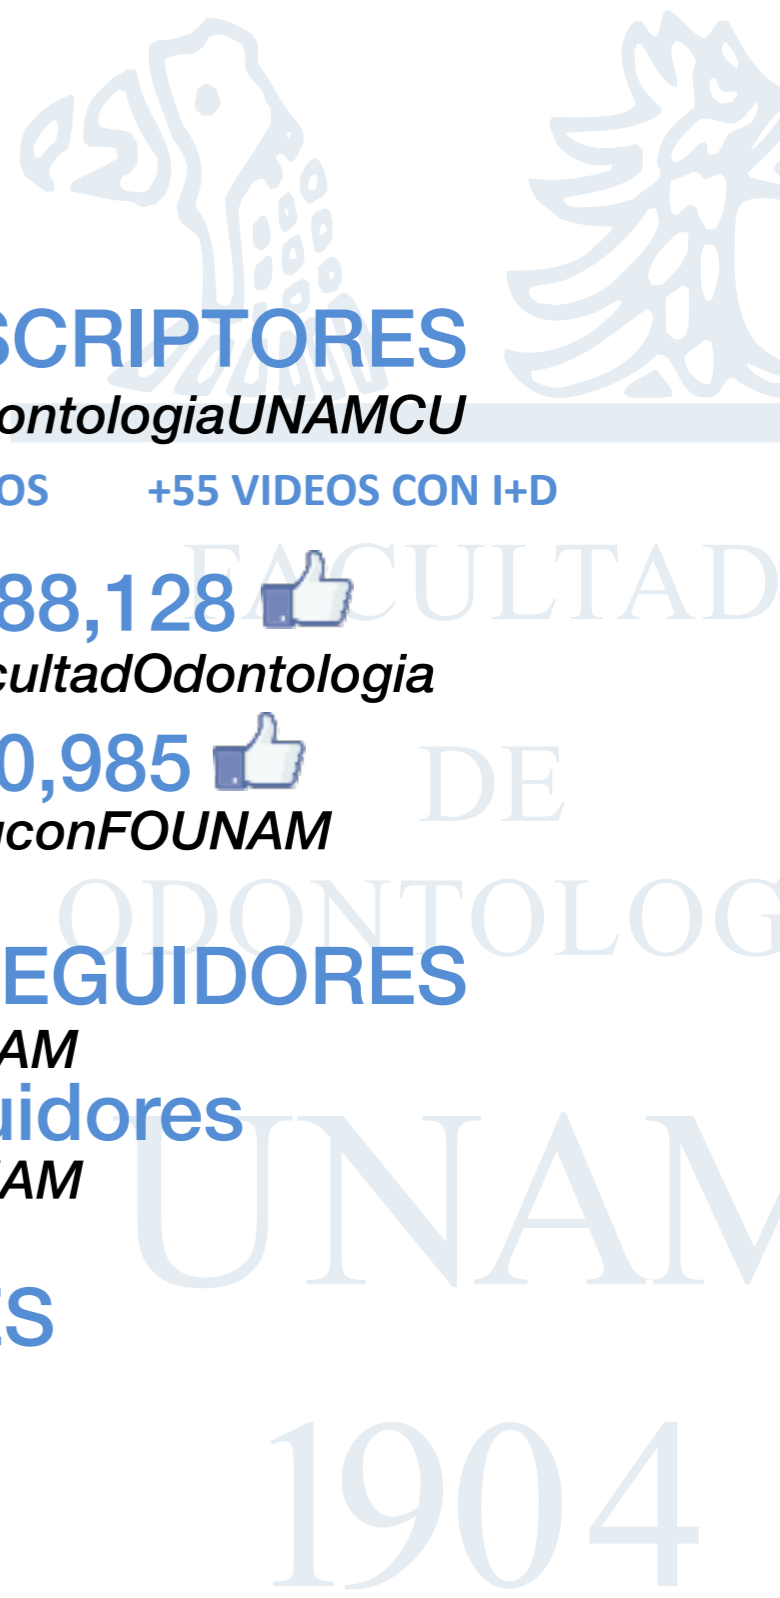 SCRIPTORES
ontologiaUNAMCU
OS +55 VIDEOS CON I+D
88,128
cultadOdontologia
0,985
uconFOUNAM
EGUIDORES
AM
uidores
AM
ES
FACULTAD
DE
ODONTOLOG
UNAM
1904